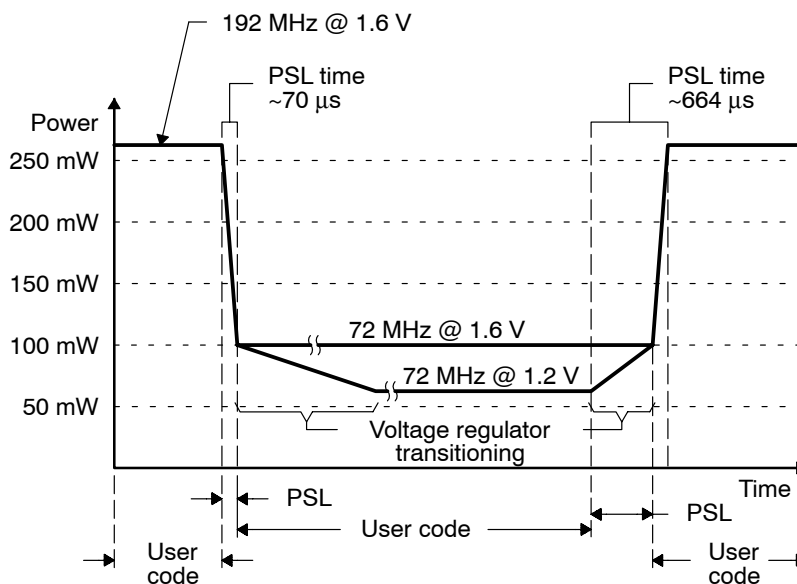 192 MHz @ 1.6 V
PSL time
~70 μs
PSL time
~664 μs
Power
250 mW
200 mW
150 mW
100 mW
50 mW
72 MHz @ 1.6 V
72 MHz @ 1.2 V
Voltage regulator
transitioning
Time
PSL
User code
PSL
User
code
User
code